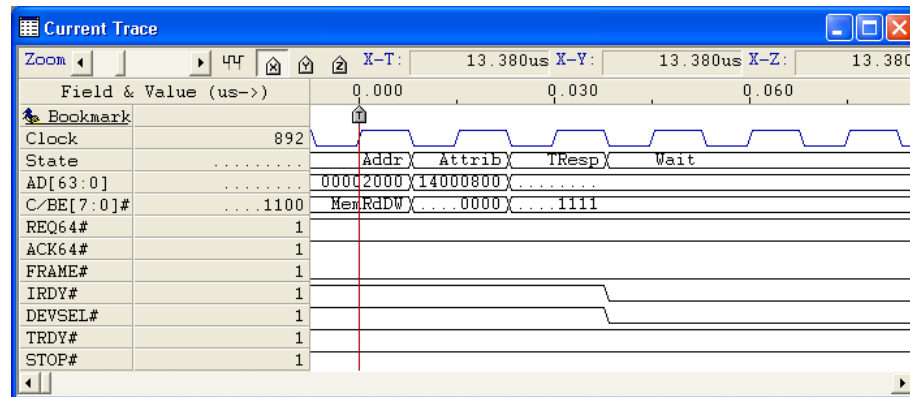 Current Trace
Zoom X-T: 13.380us X-Y: 13.380us X-Z: 13.380
Field & Value (us->) 0.000 0.030 0.060
Bookmark T
Clock 892
State ......... Addr Attrib TResp Wait
AD[63:0] ......... 00002000 14000800 ........
C/BE[7:0]# ....1100 MemRdDW ....0000 ....1111
REQ64# 1
ACK64# 1
FRAME# 1
IRDY# 1
DEVSEL# 1
TRDY# 1
STOP# 1